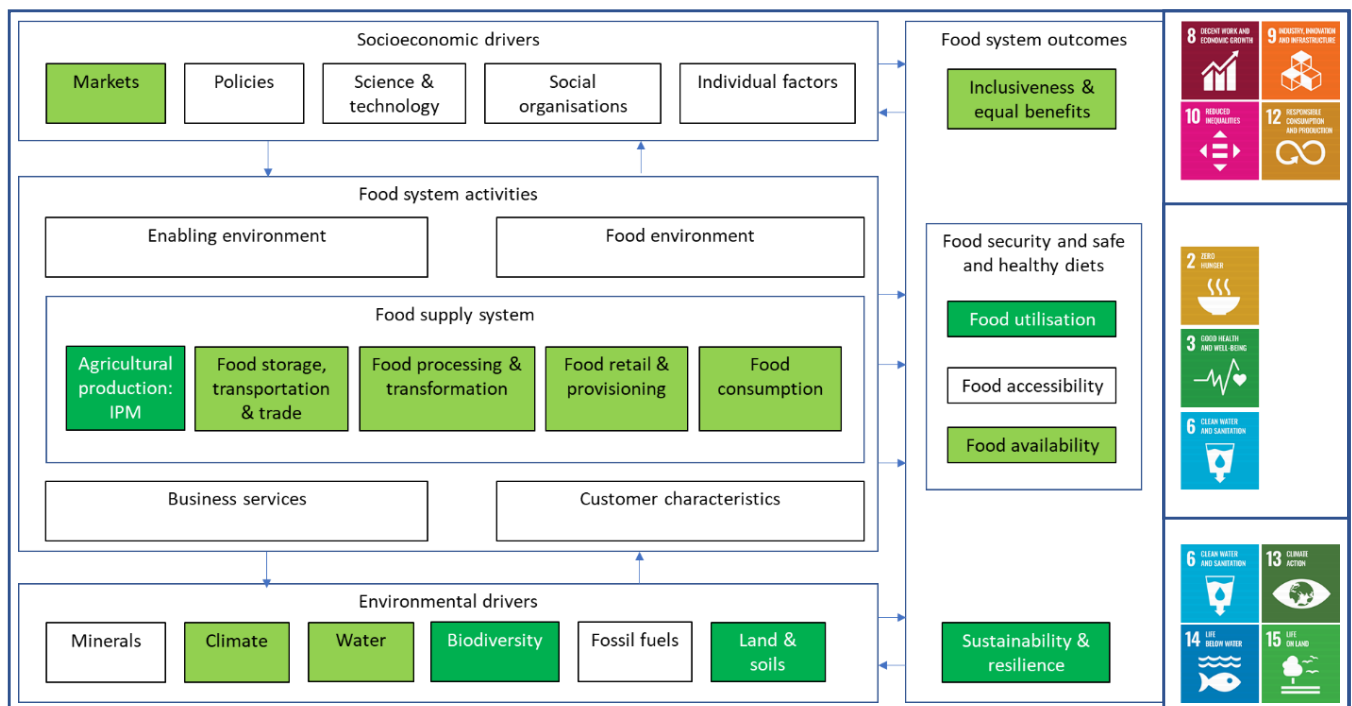 Socioeconomic drivers
Markets
Policies
Science &
technology
Social
organisations
Individual factors
Food system activities
Enabling environment
Food environment
Food supply system
Agricultural
production:
IPM
Food storage,
transportation
& trade
Food processing &
transformation
Food retail &
provisioning
Food
consumption
Business services
Customer characteristics
Environmental drivers
Minerals
Climate
Water
Biodiversity
Fossil fuels
Land &
soils
Food system outcomes
Inclusiveness &
equal benefits
Food security and safe
and healthy diets
Food utilisation
Food accessibility
Food availability
Sustainability &
resilience
8 DECENT WORK AND
ECONOMIC GROWTH
9 INDUSTRY, INNOVATION
AND INFRASTRUCTURE
10 REDUCED
INEQUALITIES
12 RESPONSIBLE
CONSUMPTION
AND PRODUCTION
2 ZERO
HUNGER
3 GOOD HEALTH
AND WELL-BEING
6 CLEAN WATER
AND SANITATION
6 CLEAN WATER
AND SANITATION
13 CLIMATE
ACTION
14 LIFE
BELOW WATER
15 LIFE
ON LAND